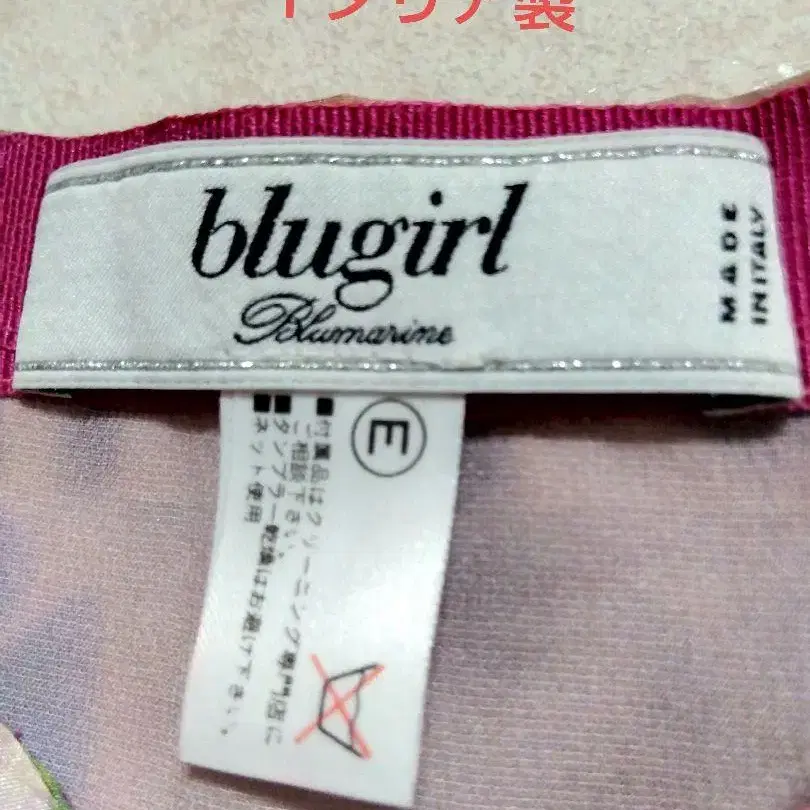 イタリア製
blugirl
Blumarine
MADE
IN ITALY
E
■付属品はクリーニング専門店に
ご相談下さい。
■タンブラー乾燥はお避け下さい。
■ネット使用